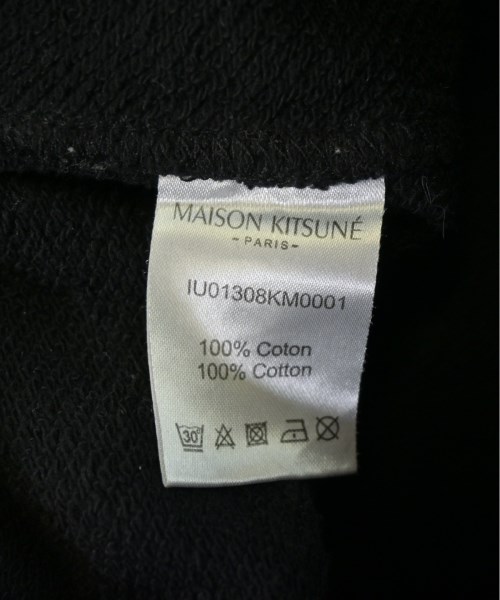 MAISON KITSUNÉ
-PARIS-
IU01308KM0001
100% Coton
100% Cotton
30°